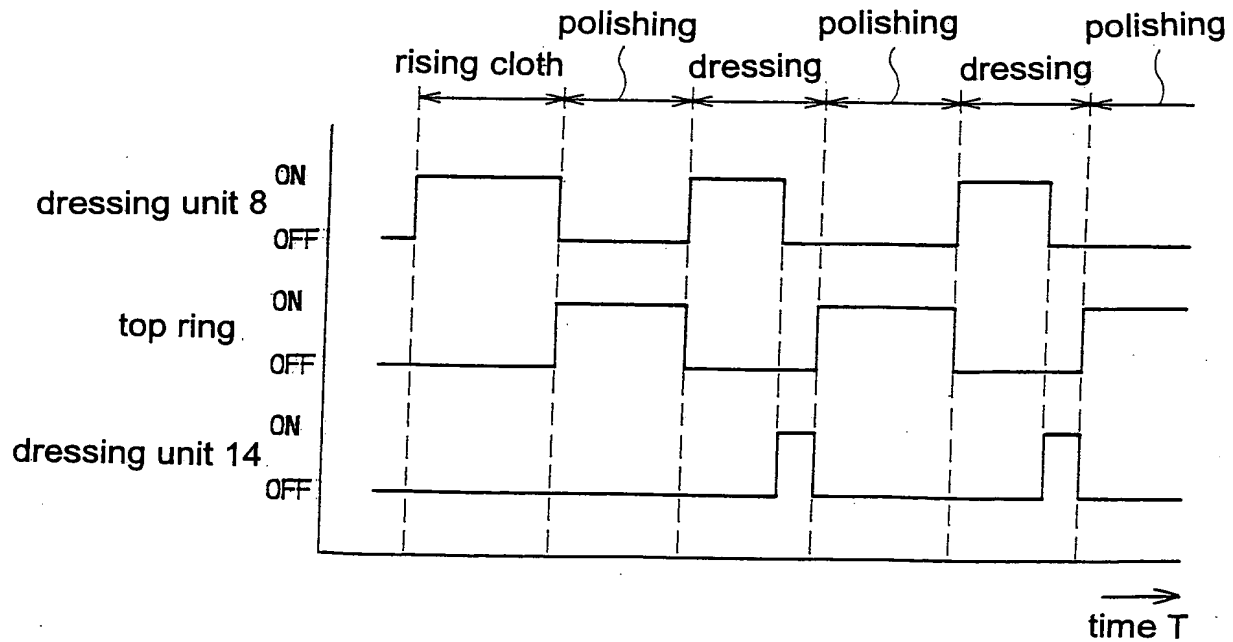 polishing polishing polishing
rising cloth dressing dressing
ON
dressing unit 8
OFF
ON
top ring
OFF
ON
dressing unit 14
OFF
time T